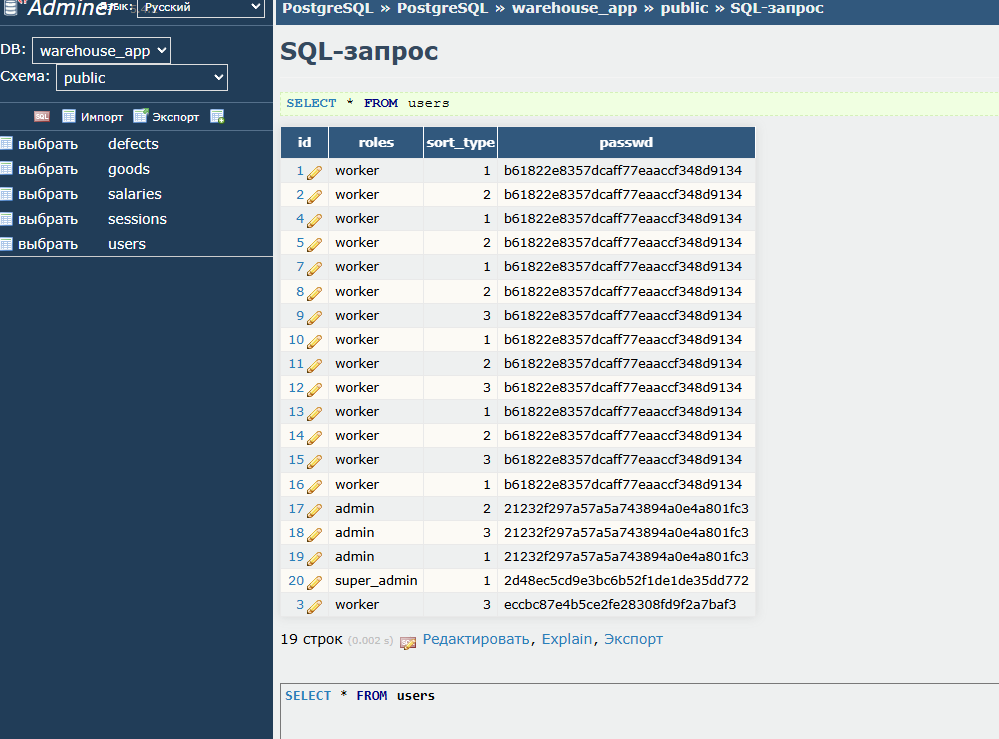 Adminer
Язык: Русский
DB: warehouse_app
Схема: public
SQL Импорт Экспорт
выбрать defects
выбрать goods
выбрать salaries
выбрать sessions
выбрать users
PostgreSQL » PostgreSQL » warehouse_app » public » SQL-запрос
SQL-запрос
SELECT * FROM users
id roles sort_type passwd
1 worker 1 b61822e8357dcaff77eaaccf348d9134
2 worker 2 b61822e8357dcaff77eaaccf348d9134
4 worker 1 b61822e8357dcaff77eaaccf348d9134
5 worker 2 b61822e8357dcaff77eaaccf348d9134
7 worker 1 b61822e8357dcaff77eaaccf348d9134
8 worker 2 b61822e8357dcaff77eaaccf348d9134
9 worker 3 b61822e8357dcaff77eaaccf348d9134
10 worker 1 b61822e8357dcaff77eaaccf348d9134
11 worker 2 b61822e8357dcaff77eaaccf348d9134
12 worker 3 b61822e8357dcaff77eaaccf348d9134
13 worker 1 b61822e8357dcaff77eaaccf348d9134
14 worker 2 b61822e8357dcaff77eaaccf348d9134
15 worker 3 b61822e8357dcaff77eaaccf348d9134
16 worker 1 b61822e8357dcaff77eaaccf348d9134
17 admin 2 21232f297a57a5a743894a0e4a801fc3
18 admin 3 21232f297a57a5a743894a0e4a801fc3
19 admin 1 21232f297a57a5a743894a0e4a801fc3
20 super_admin 1 2d48ec5cd9e3bc6b52f1de1de35dd772
3 worker 3 eccbc87e4b5ce2fe28308fd9f2a7baf3
19 строк (0.002 s) Редактировать, Explain, Экспорт
SELECT * FROM users